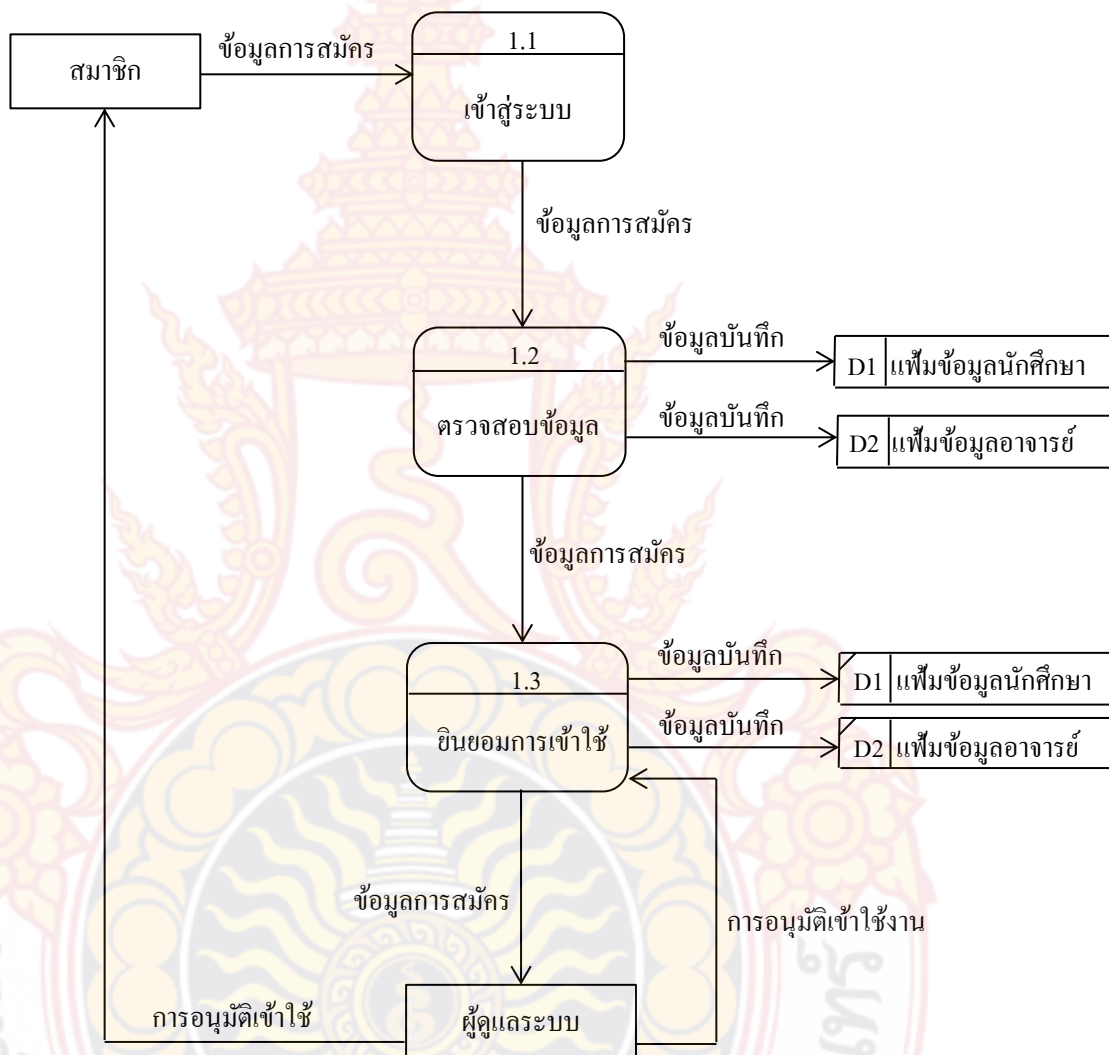 สมาชิก
ข้อมูลการสมัคร
1.1
เข้าสู่ระบบ
ข้อมูลการสมัคร
1.2
ตรวจสอบข้อมูล
ข้อมูลบันทึก
D1 แฟ้มข้อมูลนักศึกษา
ข้อมูลบันทึก
D2 แฟ้มข้อมูลอาจารย์
ข้อมูลการสมัคร
1.3
ยินยอมการเข้าใช้
ข้อมูลบันทึก
D1 แฟ้มข้อมูลนักศึกษา
ข้อมูลบันทึก
D2 แฟ้มข้อมูลอาจารย์
ข้อมูลการสมัคร
การอนุมัติเข้าใช้งาน
การอนุมัติเข้าใช้
ผู้ดูแลระบบ